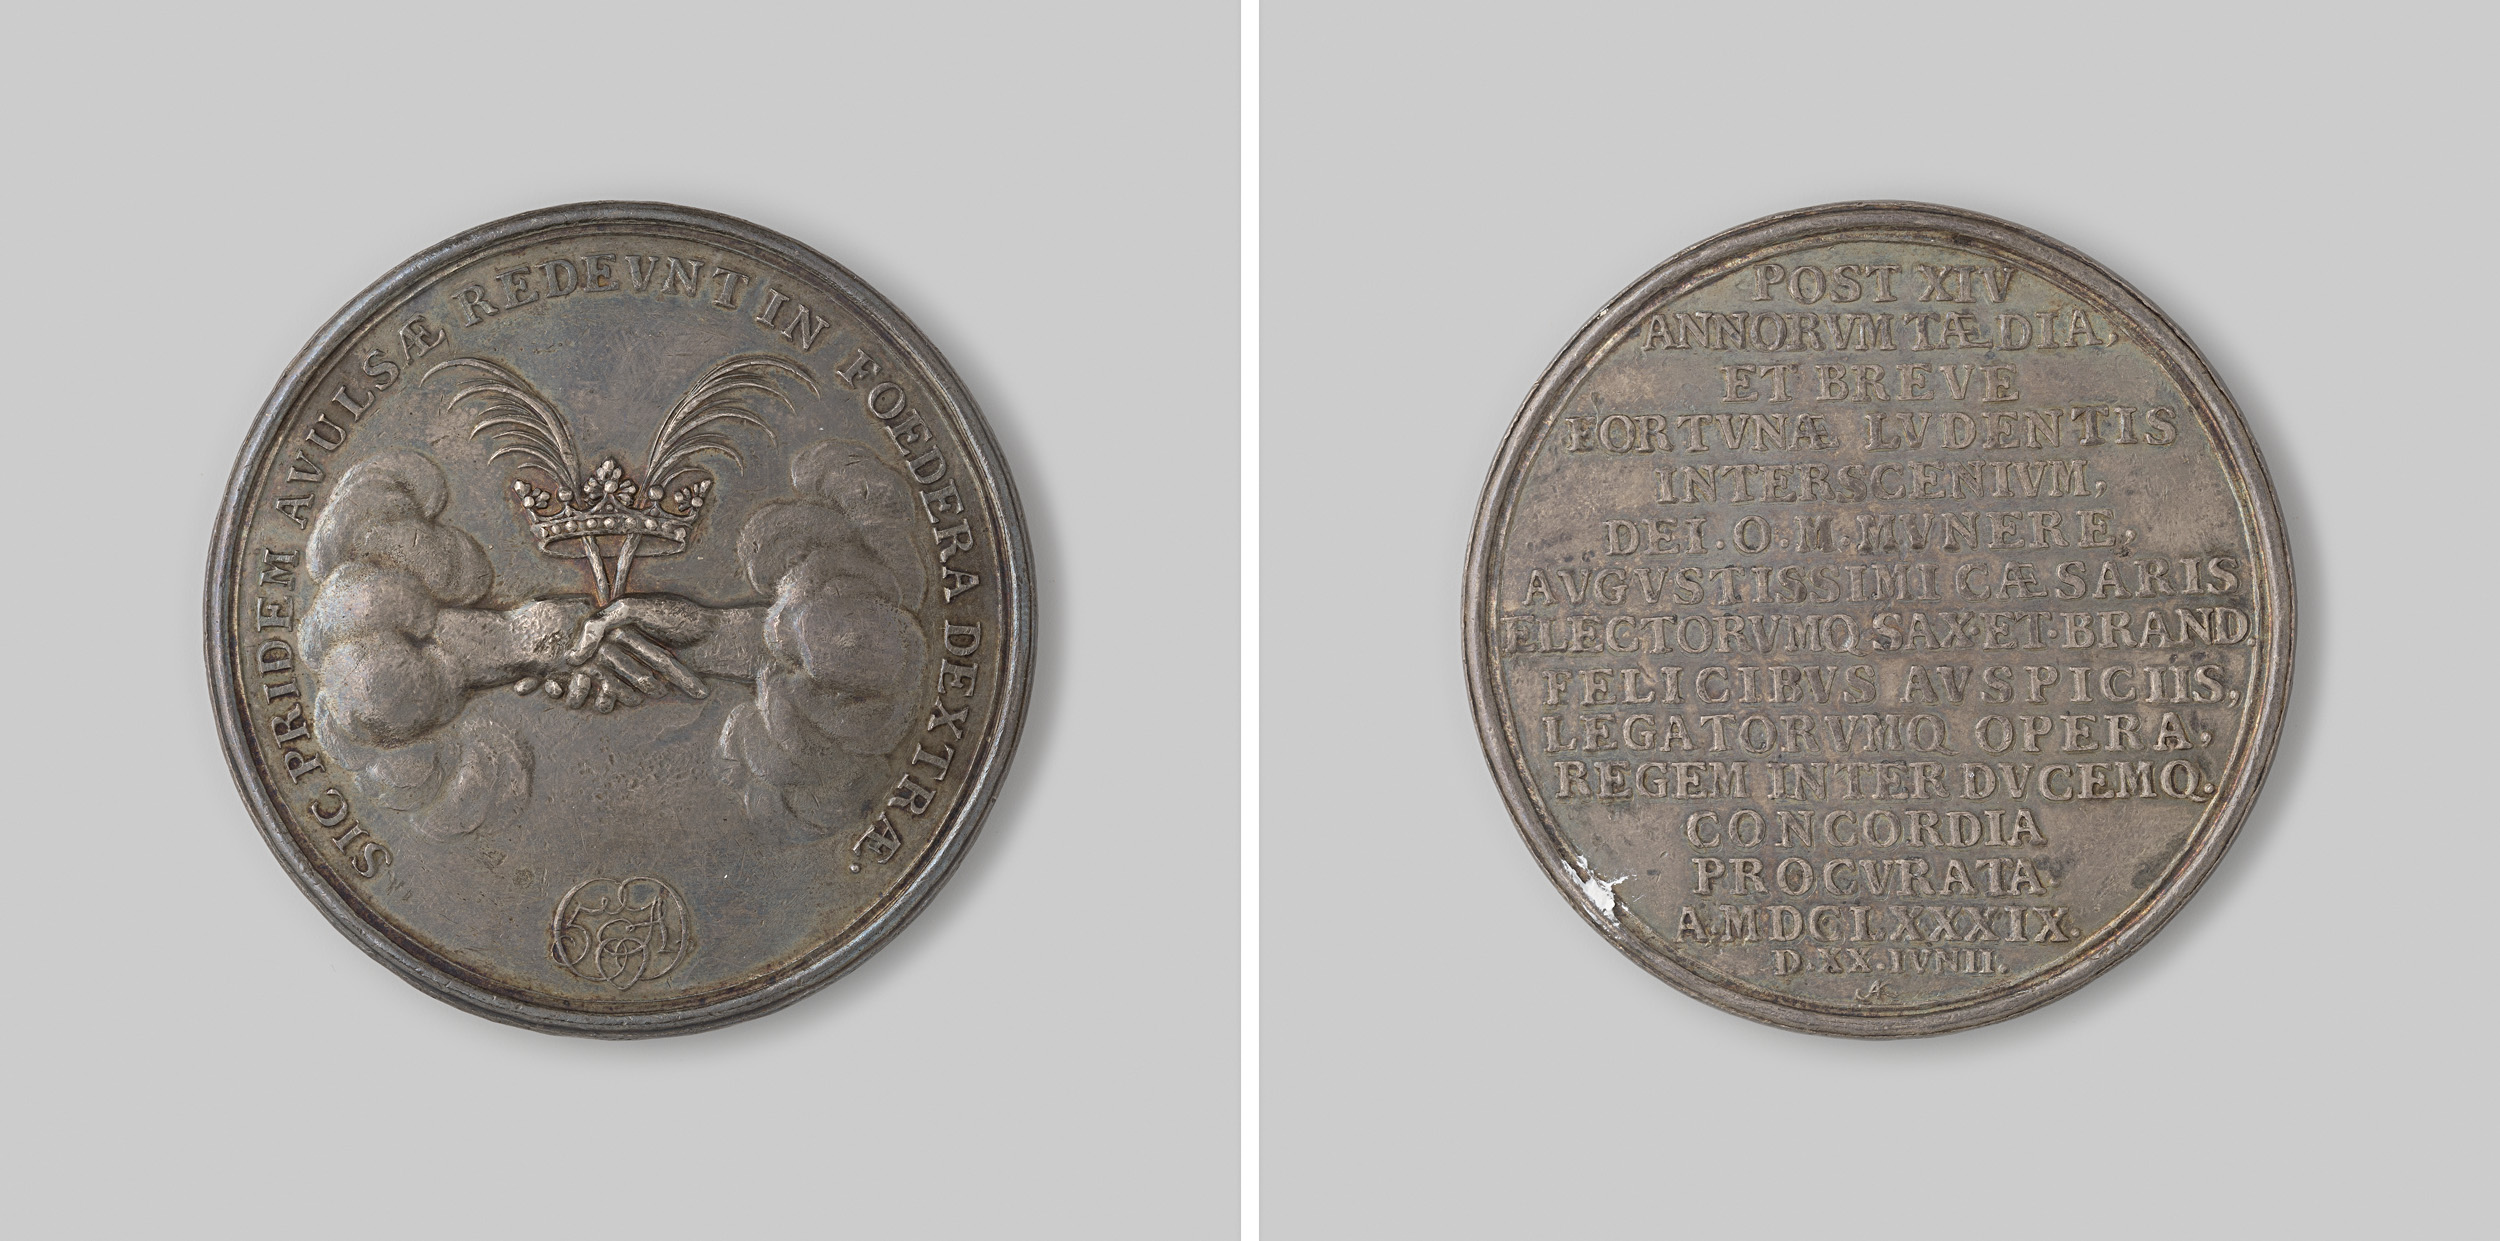 SIC PRIDEM AVULSÆ REDEVNT IN FOEDERA DEXTRÆ.
POST XIV
ANNORVM TÆDIA,
ET BREVE
FORTVNÆ LVDENTIS
INTERSCENIVM,
DEI.O.M.MVNERE,
AVGVSTISSIMI CÆSARIS
ELECTORVMQ.SAX.ET.BRAND.
FELICIBVS AVSPICIIS,
LEGATORVMQ OPERA,
REGEM INTER DVCEMQ.
CONCORDIA
PROCVRATA
A.MDCLXXXIX.
D.XX.IVNII.